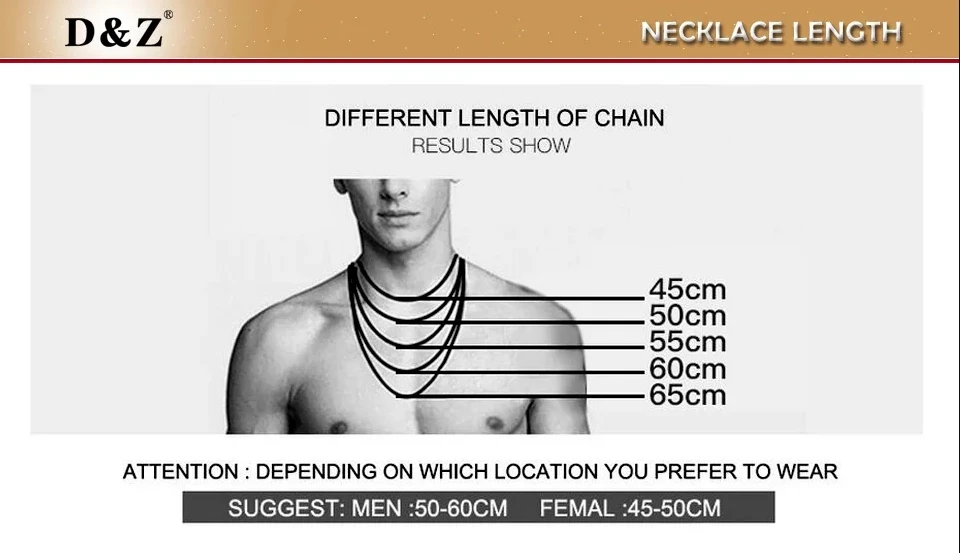 D&Z®
NECKLACE LENGTH
DIFFERENT LENGTH OF CHAIN
RESULTS SHOW
45cm
50cm
55cm
60cm
65cm
ATTENTION : DEPENDING ON WHICH LOCATION YOU PREFER TO WEAR
SUGGEST: MEN :50-60CM FEMAL :45-50CM